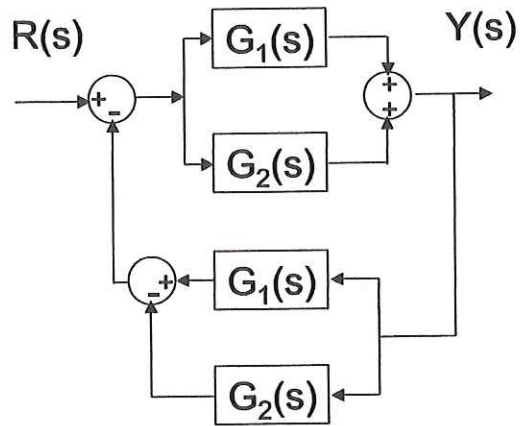 R(s)
G₁(s)
Y(s)
+
-
+
+
G₂(s)
+
-
G₁(s)
G₂(s)